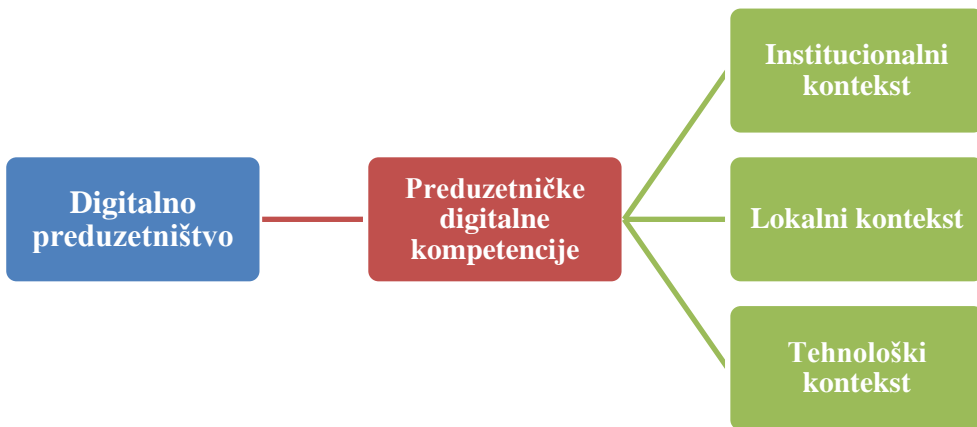 Digitalno
preduzetništvo
Preduzetničke
digitalne
kompetencije
Institucionalni
kontekst
Lokalni kontekst
Tehnološki
kontekst